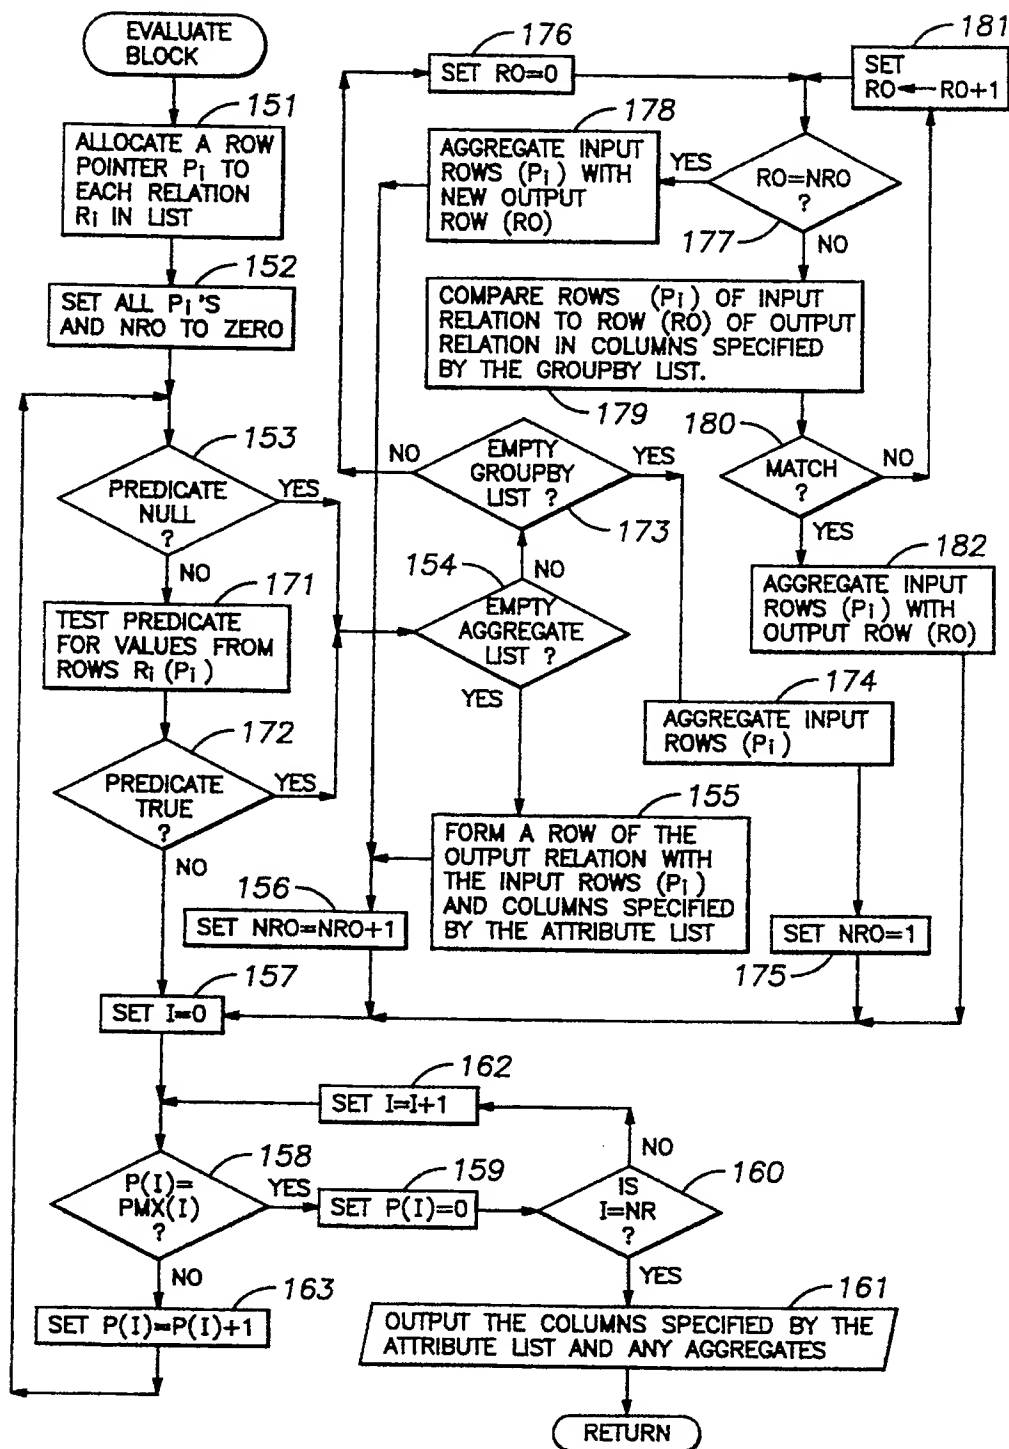 EVALUATE
BLOCK
151
ALLOCATE A ROW
POINTER Pi TO
EACH RELATION
Ri IN LIST
152
SET ALL Pi'S
AND NRO TO ZERO
153
PREDICATE
NULL
?
YES
NO
171
TEST PREDICATE
FOR VALUES FROM
ROWS Ri (Pi)
172
PREDICATE
TRUE
?
YES
NO
176
SET RO=0
181
SET
RO←RO+1
178
AGGREGATE INPUT
ROWS (Pi) WITH
NEW OUTPUT
ROW (RO)
YES
RO=NRO
?
177
NO
COMPARE ROWS (Pi) OF INPUT
RELATION TO ROW (RO) OF OUTPUT
RELATION IN COLUMNS SPECIFIED
BY THE GROUPBY LIST.
179
180
MATCH
?
NO
YES
182
AGGREGATE INPUT
ROWS (Pi) WITH
OUTPUT ROW (RO)
NO
EMPTY
GROUPBY
LIST ?
YES
173
154
NO
EMPTY
AGGREGATE
LIST ?
YES
174
AGGREGATE INPUT
ROWS (Pi)
155
FORM A ROW OF THE
OUTPUT RELATION WITH
THE INPUT ROWS (Pi)
AND COLUMNS SPECIFIED
BY THE ATTRIBUTE LIST
156
SET NRO=NRO+1
SET NRO=1
175
157
SET I=0
162
SET I=I+1
158
P(I)=
PMX(I)
?
YES
159
SET P(I)=0
NO
160
IS
I=NR
?
NO
163
SET P(I)=P(I)+1
YES
161
OUTPUT THE COLUMNS SPECIFIED BY THE
ATTRIBUTE LIST AND ANY AGGREGATES
RETURN